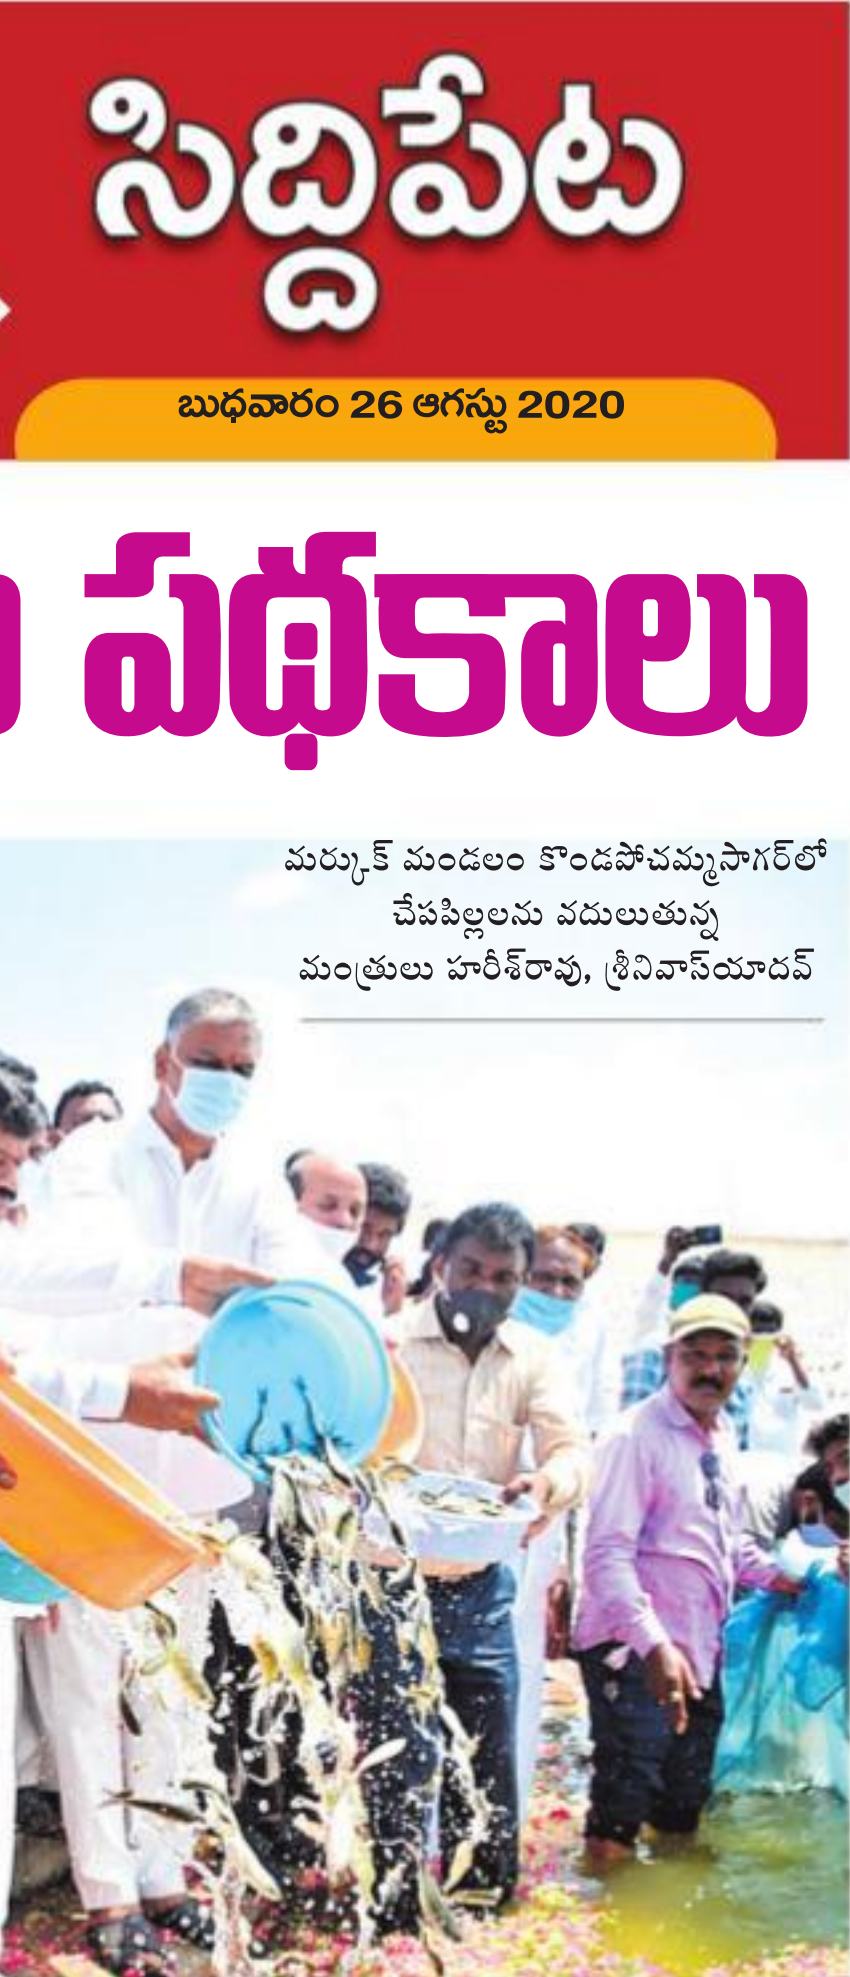 సిద్దిపేట
బుధవారం 26 ఆగస్టు 2020
పథకాలు
మర్కుక్ మండలం కొండపోచమ్మసాగర్‌లో
చేపపిల్లలను వదులుతున్న
మంత్రులు హరీశ్‌రావు, శ్రీనివాస్‌యాదవ్